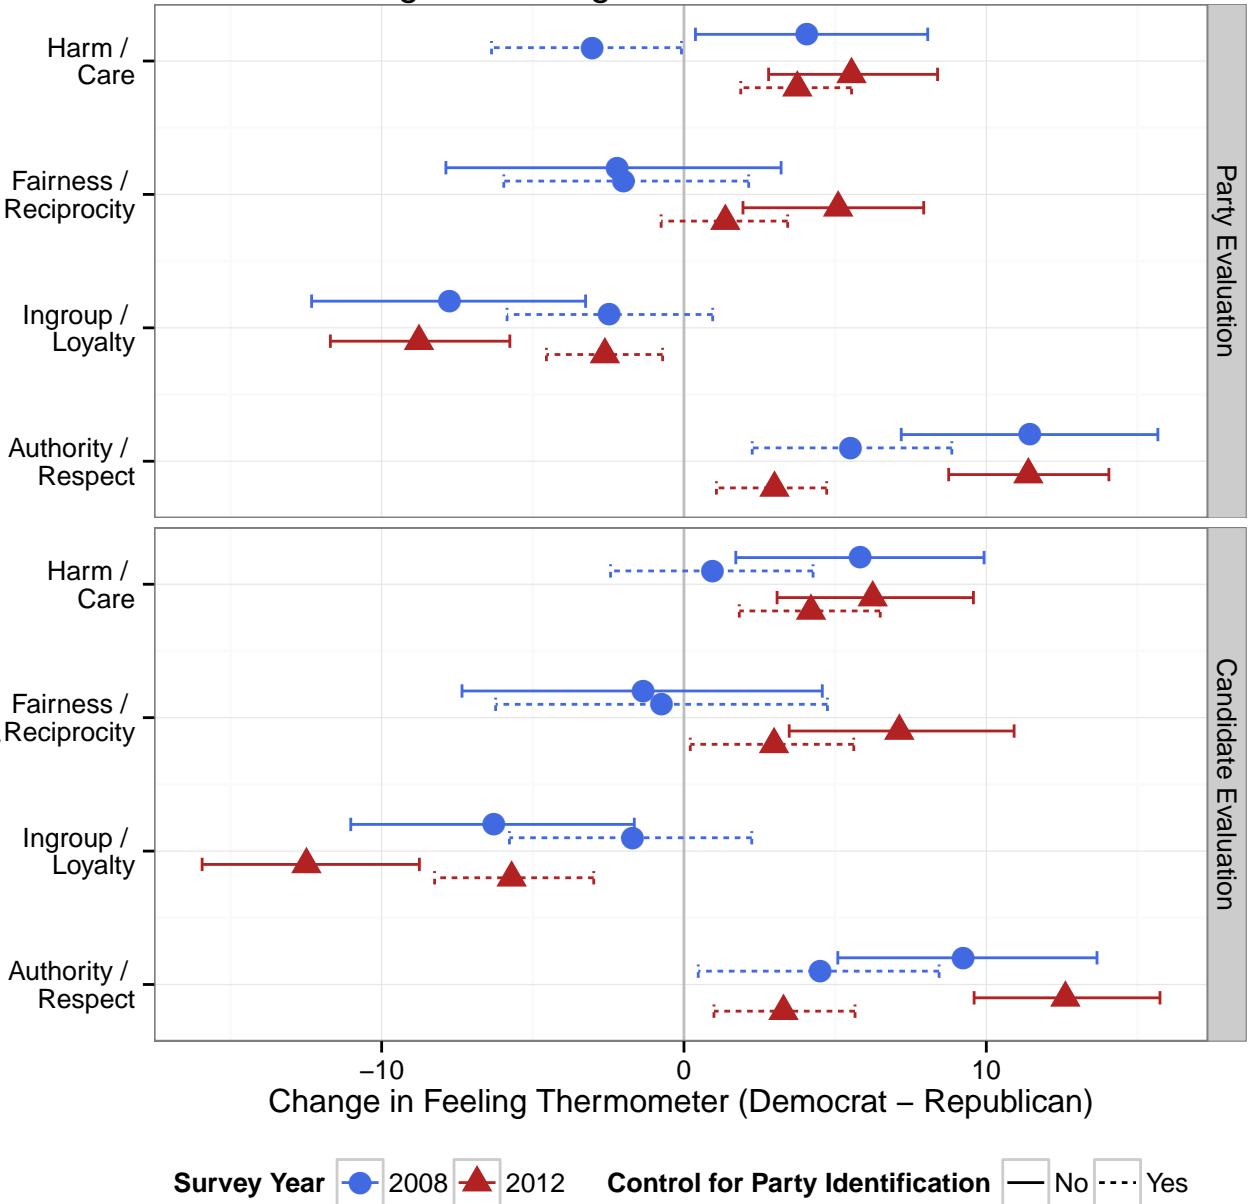 Harm /
Care
Fairness /
Reciprocity
Ingroup /
Loyalty
Authority /
Respect
Party Evaluation
Harm /
Care
Fairness /
Reciprocity
Ingroup /
Loyalty
Authority /
Respect
Candidate Evaluation
−10 0 10
Change in Feeling Thermometer (Democrat − Republican)
Survey Year 2008 2012 Control for Party Identification No Yes